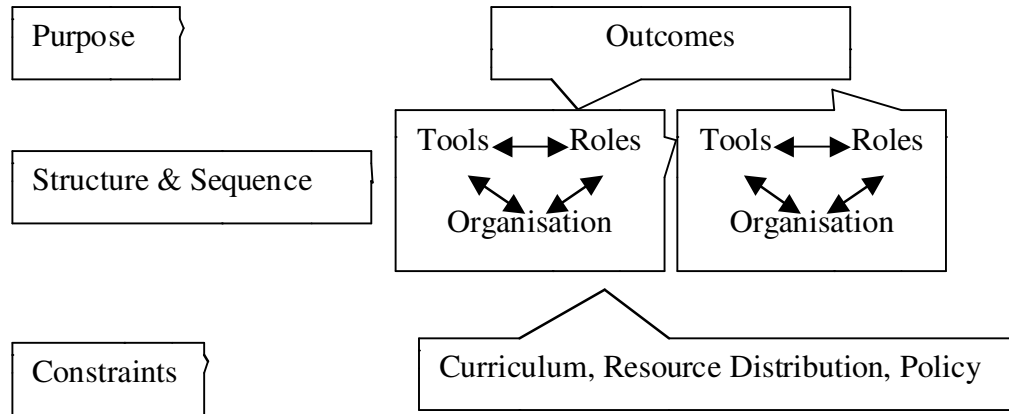 Purpose
Outcomes
Tools Roles
Tools Roles
Structure & Sequence
Organisation
Organisation
Constraints
Curriculum, Resource Distribution, Policy